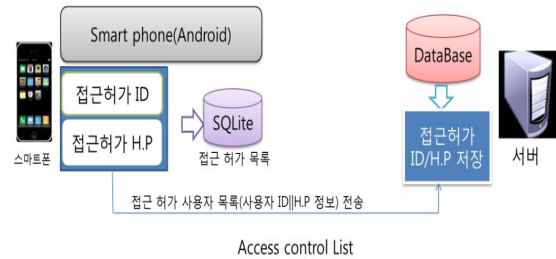 Smart phone(Android)
접근허가 ID
접근허가 H.P
스마트폰
SQLite
접근 허가 목록
DataBase
접근허가
ID/H.P 저장
서버
접근 허가 사용자 목록(사용자 ID||H.P 정보) 전송
Access control List